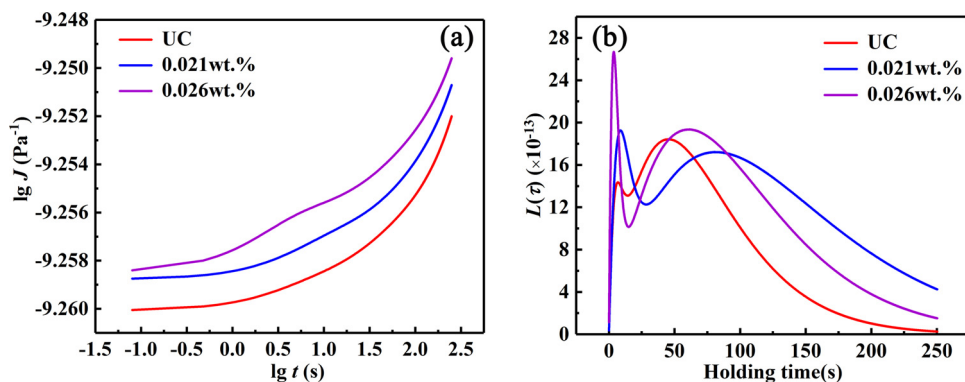 (a)
UC
0.021wt.%
0.026wt.%
lg J (Pa⁻¹)
-9.248
-9.250
-9.252
-9.254
-9.256
-9.258
-9.260
-1.5 -1.0 -0.5 0.0 0.5 1.0 1.5 2.0 2.5
lg t (s)
(b)
UC
0.021wt.%
0.026wt.%
L(τ) (×10⁻¹³)
28
24
20
16
12
8
4
0
0 50 100 150 200 250
Holding time(s)